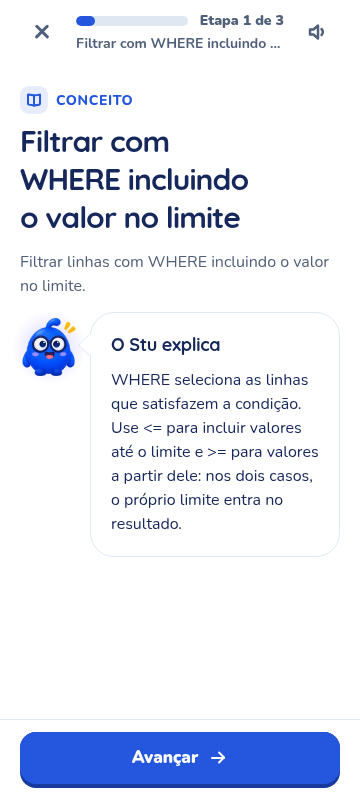 Etapa 1 de 3
Filtrar com WHERE incluindo ...
CONCEITO
Filtrar com
WHERE incluindo
o valor no limite
Filtrar linhas com WHERE incluindo o valor
no limite.
O Stu explica
WHERE seleciona as linhas
que satisfazem a condição.
Use <= para incluir valores
até o limite e >= para valores
a partir dele: nos dois casos,
o próprio limite entra no
resultado.
Avançar